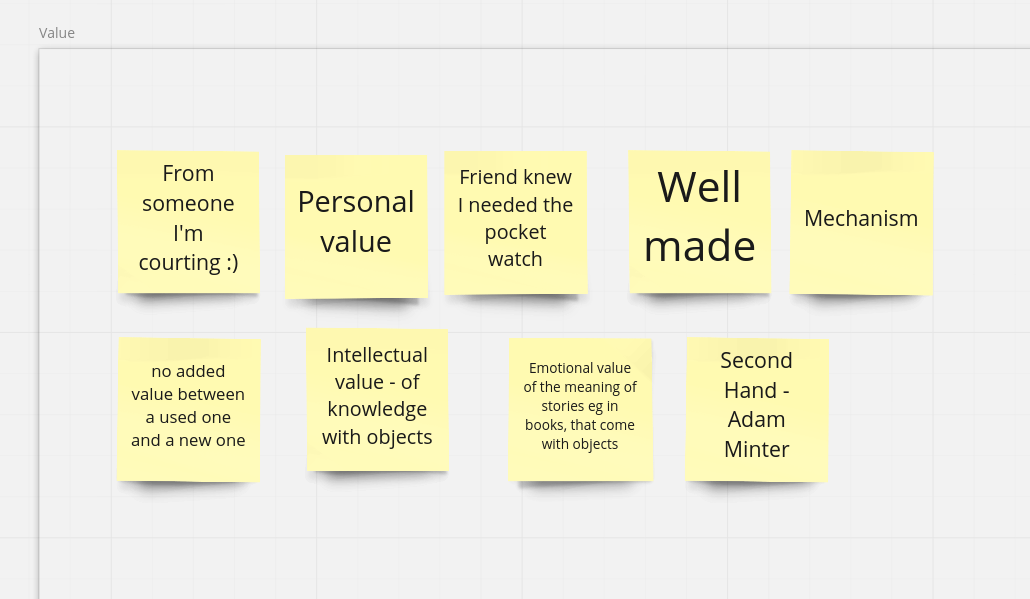 Value
From
someone
I'm
courting :)
Personal
value
Friend knew
I needed the
pocket
watch
Well
made
Mechanism
no added
value between
a used one
and a new one
Intellectual
value - of
knowledge
with objects
Emotional value
of the meaning of
stories eg in
books, that come
with objects
Second
Hand -
Adam
Minter